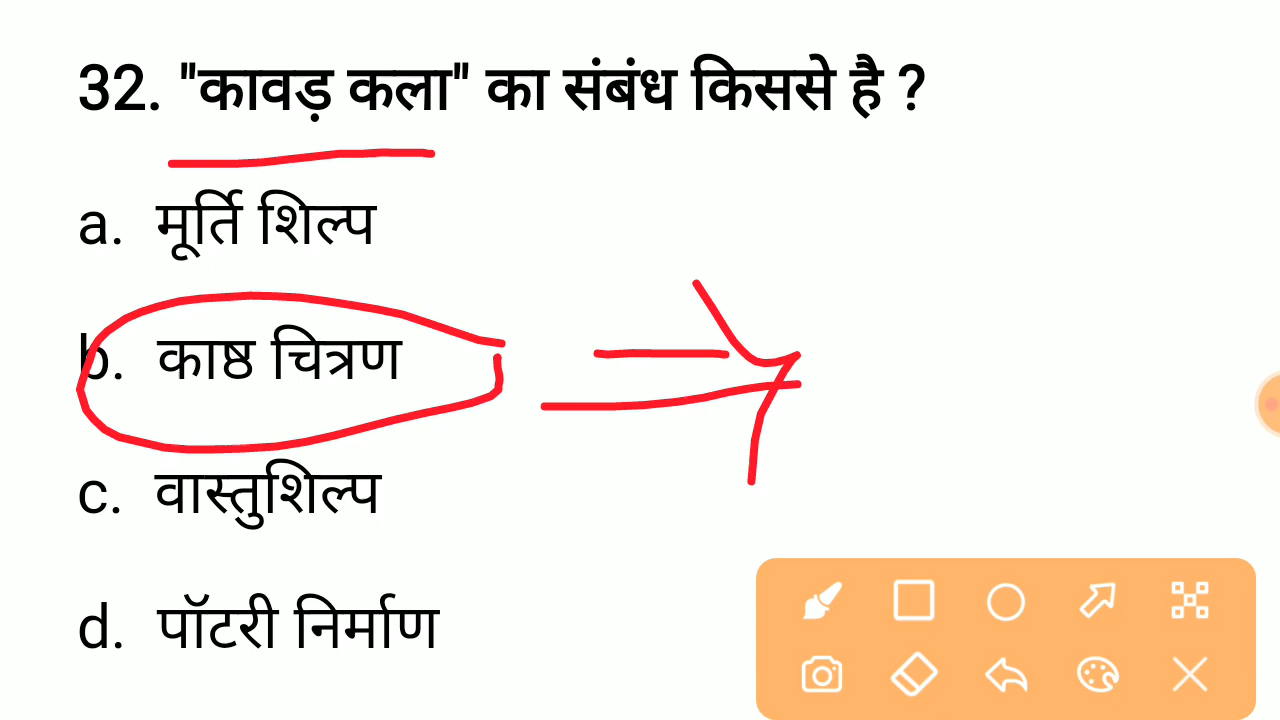 32. "कावड़ कला" का संबंध किससे है ?
a. मूर्ति शिल्प
b. काष्ठ चित्रण
c. वास्तुशिल्प
d. पॉटरी निर्माण